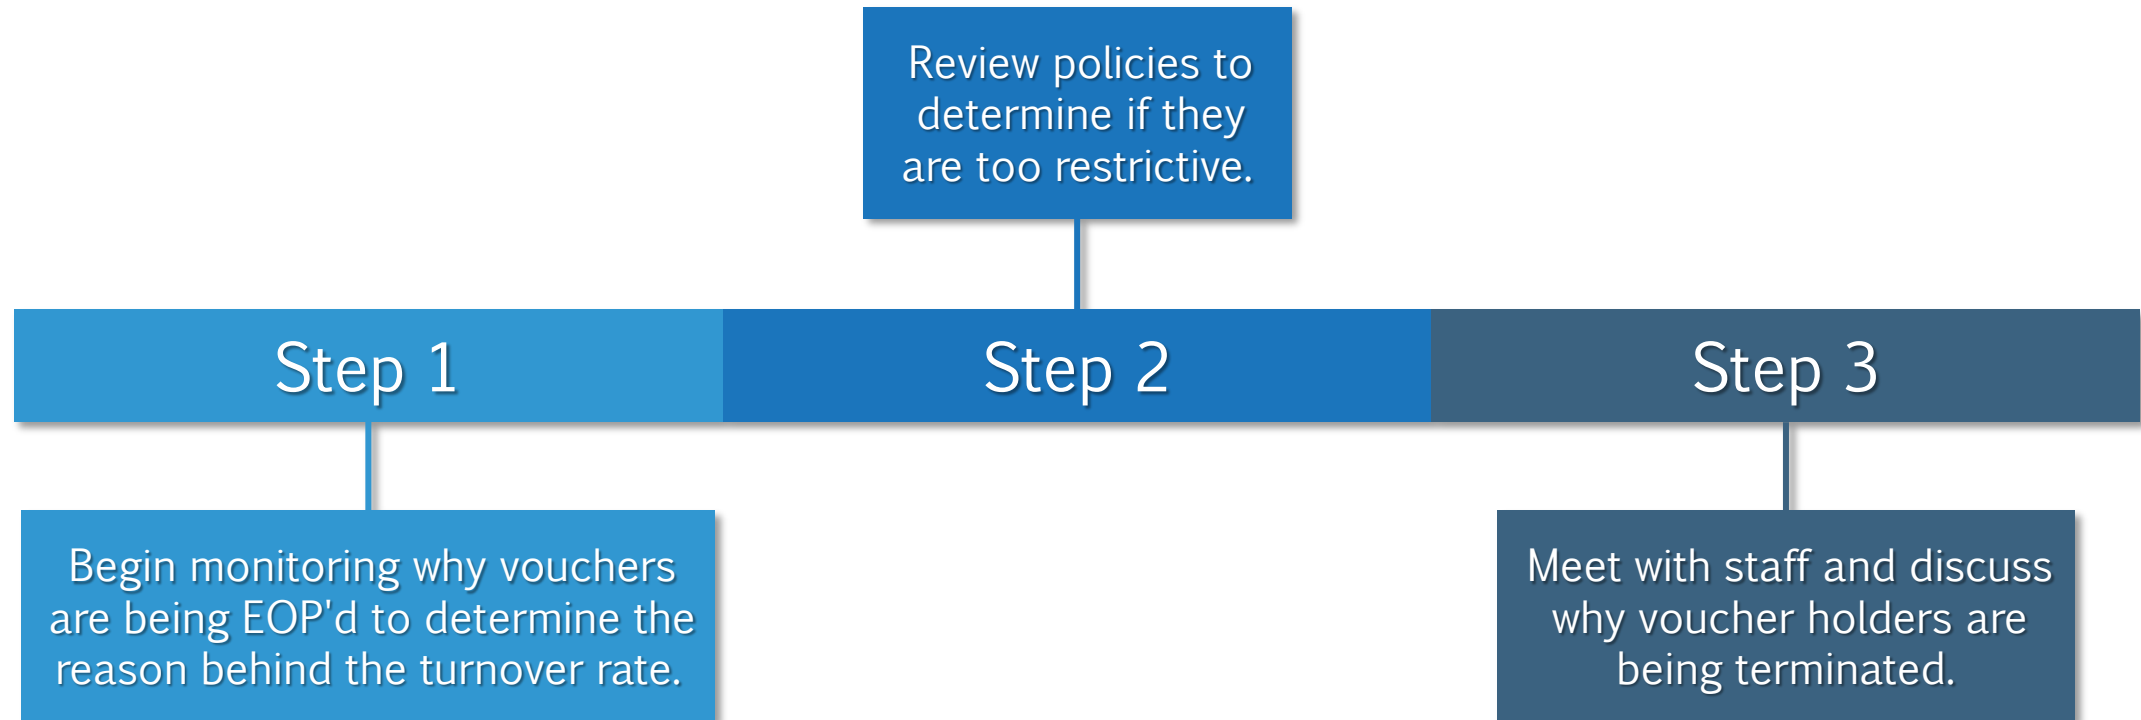 Review policies to
determine if they
are too restrictive.
Step 1
Step 2
Step 3
Begin monitoring why vouchers
are being EOP'd to determine the
reason behind the turnover rate.
Meet with staff and discuss
why voucher holders are
being terminated.